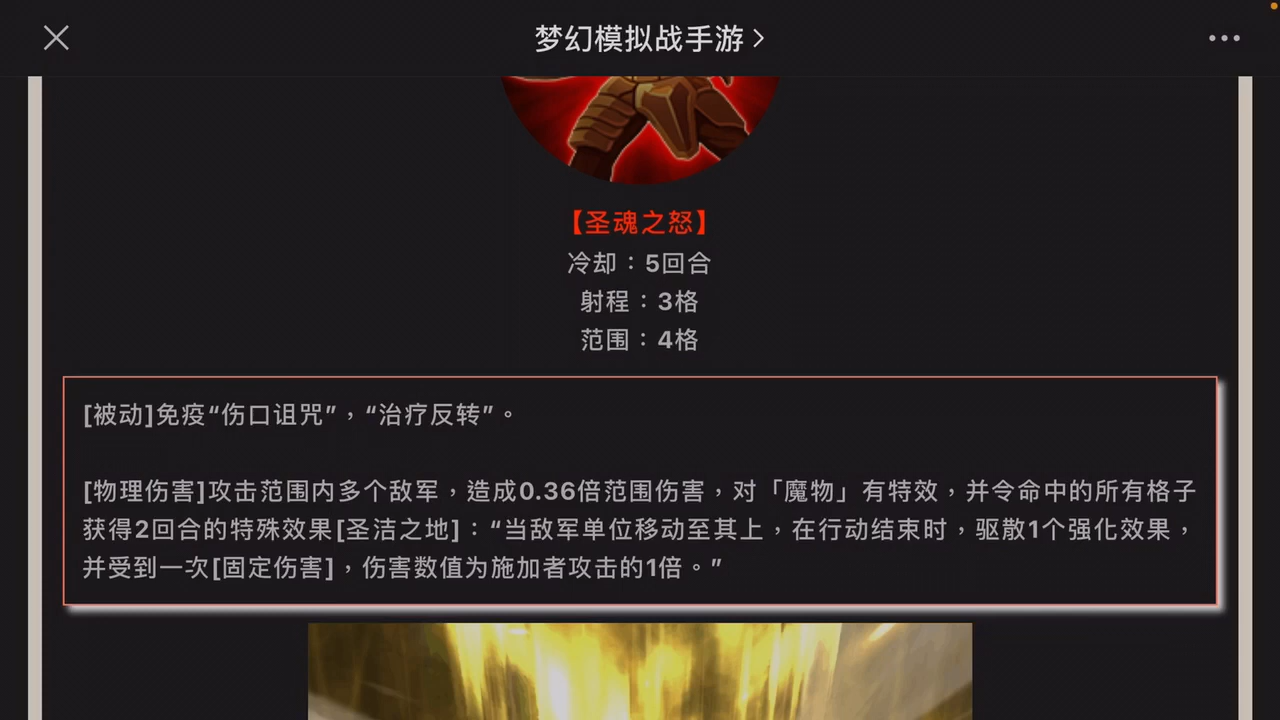 梦幻模拟战手游
【圣魂之怒】
冷却：5回合
射程：3格
范围：4格
[被动]免疫“伤口诅咒”，“治疗反转”。
[物理伤害]攻击范围内多个敌军，造成0.36倍范围伤害，对「魔物」有特效，并令命中的所有格子
获得2回合的特殊效果[圣洁之地]：“当敌军单位移动至其上，在行动结束时，驱散1个强化效果，
并受到一次[固定伤害]，伤害数值为施加者攻击的1倍。”